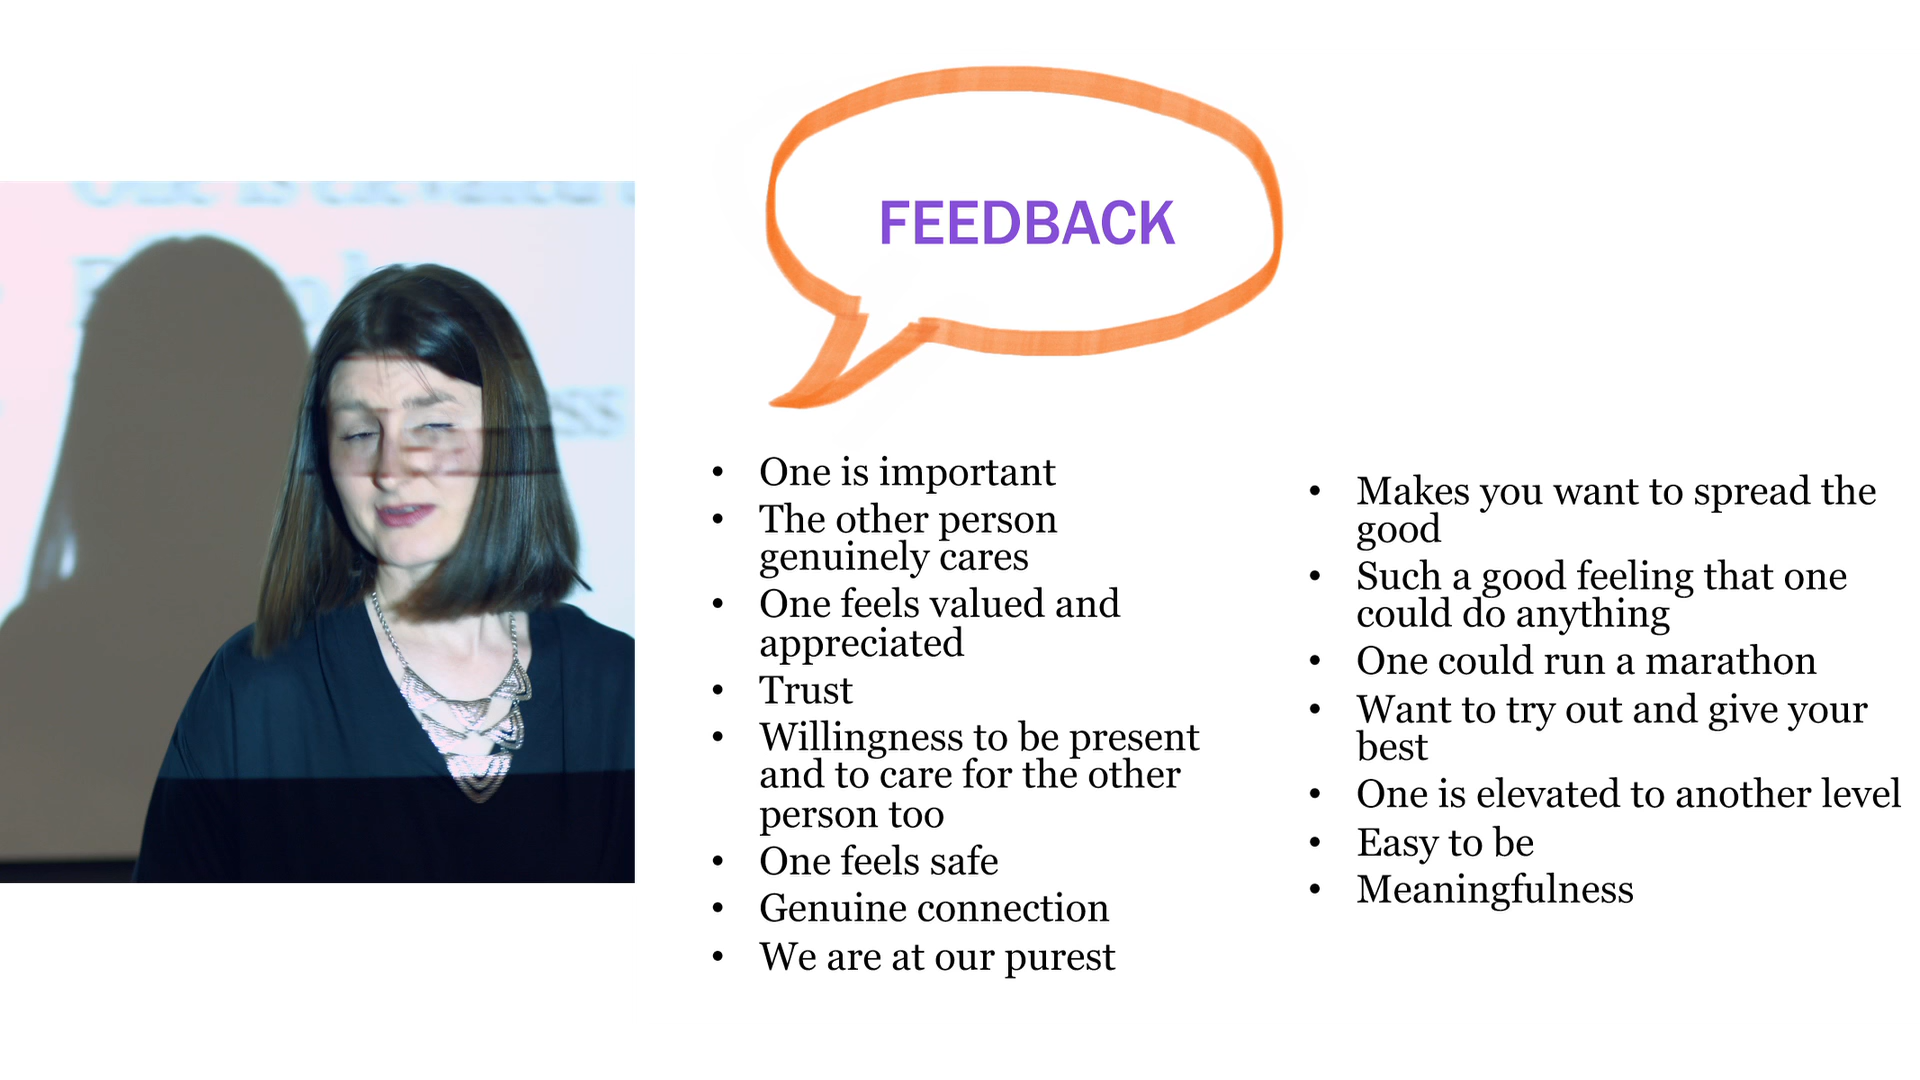 FEEDBACK
• One is important
• The other person
genuinely cares
• One feels valued and
appreciated
• Trust
• Willingness to be present
and to care for the other
person too
• One feels safe
• Genuine connection
• We are at our purest
• Makes you want to spread the
good
• Such a good feeling that one
could do anything
• One could run a marathon
• Want to try out and give your
best
• One is elevated to another level
• Easy to be
• Meaningfulness
One is elevated